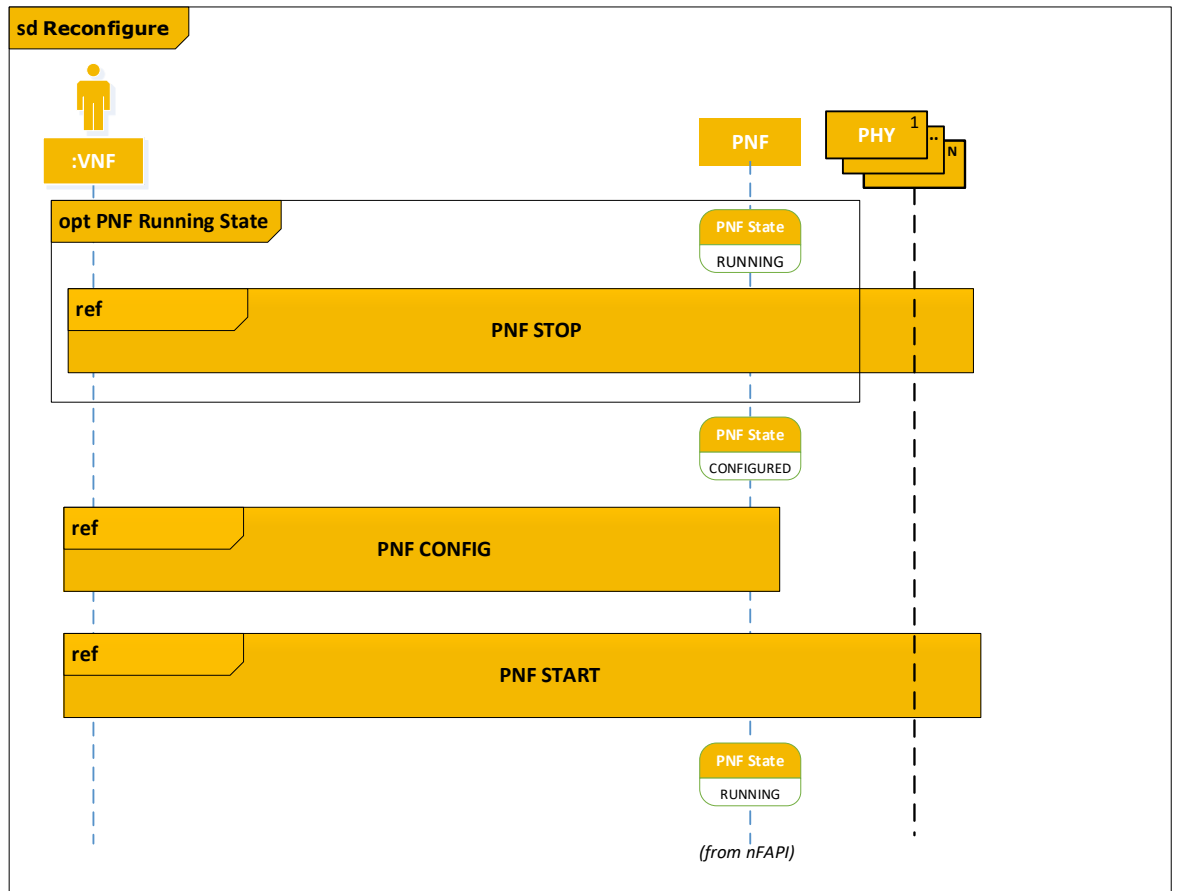 sd Reconfigure
:VNF
PNF
PHY
1
..
N
opt PNF Running State
PNF State
RUNNING
ref
PNF STOP
PNF State
CONFIGURED
ref
PNF CONFIG
ref
PNF START
PNF State
RUNNING
(from nFAPI)